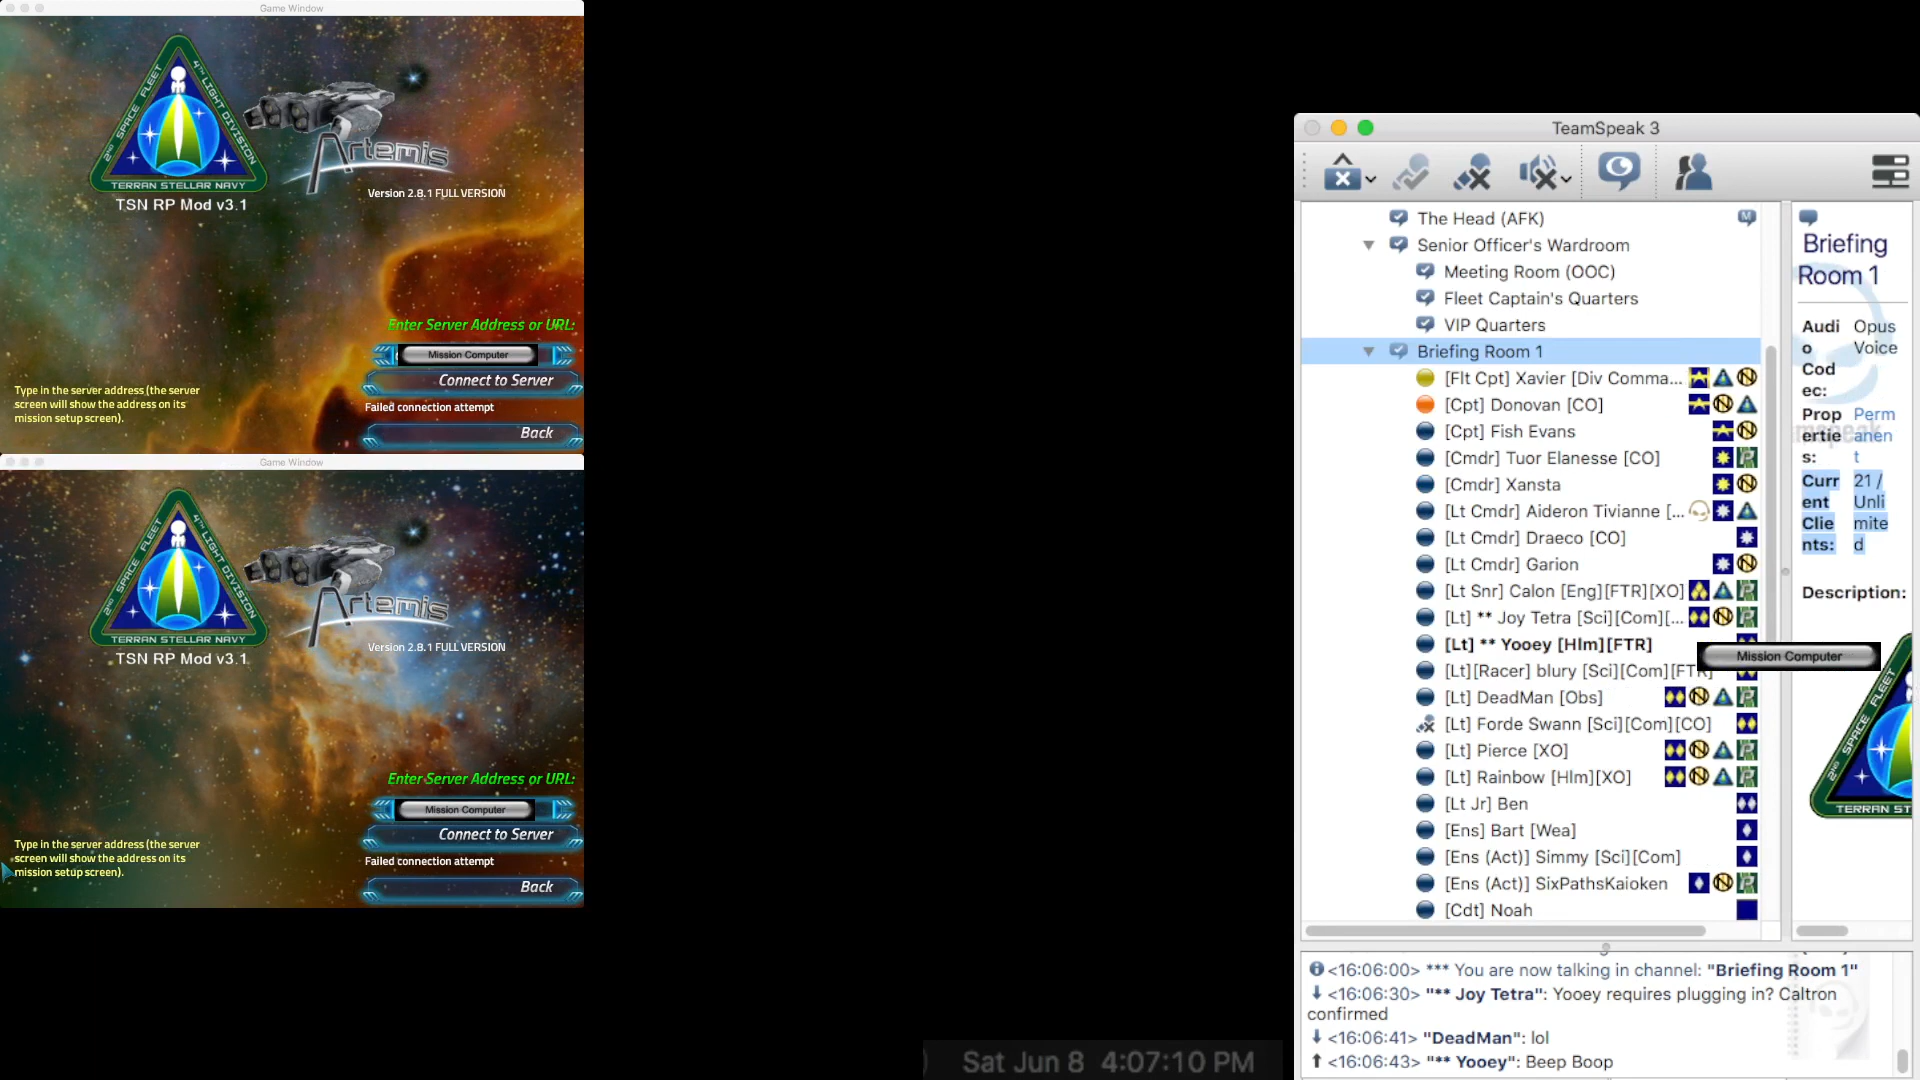 Game Window
2ND SPACE FLEET
4TH LIGHT DIVISION
TERRAN STELLAR NAVY
TSN RP Mod v3.1
Artemis
Version 2.8.1 FULL VERSION
Enter Server Address or URL:
Mission Computer
Connect to Server
Failed connection attempt
Back
Type in the server address (the server
screen will show the address on its
mission setup screen).
Game Window
2ND SPACE FLEET
4TH LIGHT DIVISION
TERRAN STELLAR NAVY
TSN RP Mod v3.1
Artemis
Version 2.8.1 FULL VERSION
Enter Server Address or URL:
Mission Computer
Connect to Server
Failed connection attempt
Back
Type in the server address (the server
screen will show the address on its
mission setup screen).
Sat Jun 8 4:07:10 PM
TeamSpeak 3
The Head (AFK)
M
Senior Officer's Wardroom
Meeting Room (OOC)
Fleet Captain's Quarters
VIP Quarters
Briefing Room 1
[Flt Cpt] Xavier [Div Comma...
[Cpt] Donovan [CO]
[Cpt] Fish Evans
[Cmdr] Tuor Elanesse [CO]
[Cmdr] Xansta
[Lt Cmdr] Aideron Tivianne [...
[Lt Cmdr] Draeco [CO]
[Lt Cmdr] Garion
[Lt Snr] Calon [Eng][FTR][XO]
[Lt] ** Joy Tetra [Sci][Com][...
[Lt] ** Yooey [Hlm][FTR]
[Lt][Racer] blury [Sci][Com][FTR]
[Lt] DeadMan [Obs]
[Lt] Forde Swann [Sci][Com][CO]
[Lt] Pierce [XO]
[Lt] Rainbow [Hlm][XO]
[Lt Jr] Ben
[Ens] Bart [Wea]
[Ens (Act)] Simmy [Sci][Com]
[Ens (Act)] SixPathsKaioken
[Cdt] Noah
Briefing
Room 1
Audi Opus
o Voice
Cod
ec:
Prop Perm
ertie anen
s: t
Curr 21 /
ent Unli
Clie mite
nts: d
Description:
Mission Computer
2ND SPACE FLEET
TERRAN ST
<16:06:00> *** You are now talking in channel: "Briefing Room 1"
<16:06:30> "** Joy Tetra": Yooey requires plugging in? Caltron
confirmed
<16:06:41> "DeadMan": lol
<16:06:43> "** Yooey": Beep Boop